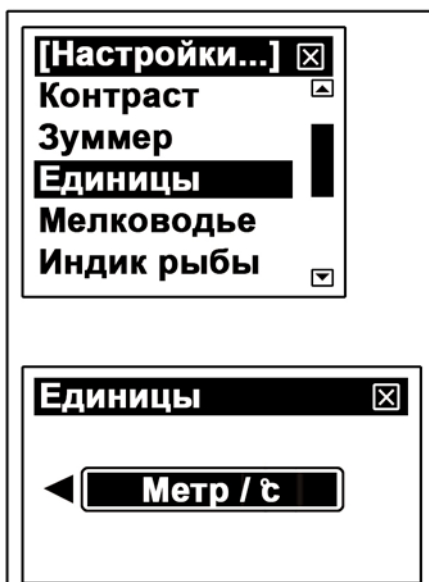 [Настройки...]
Контраст
Зуммер
Единицы
Мелководье
Индик рыбы
Единицы
Метр / °c